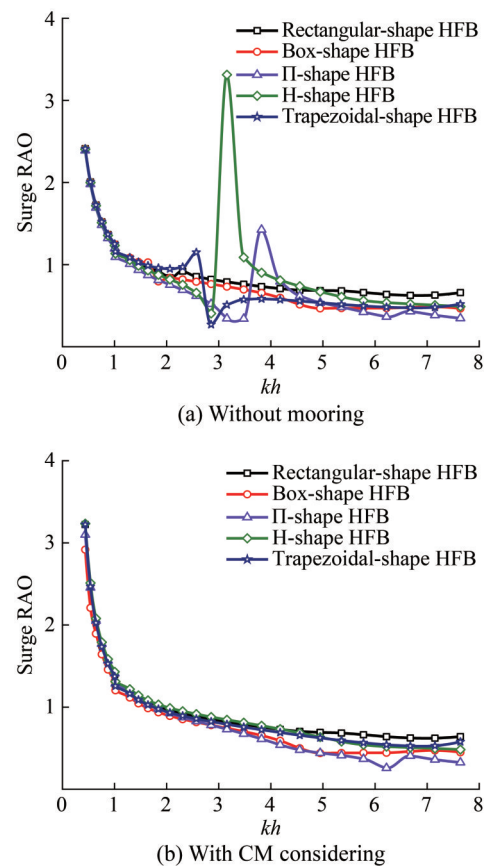 4
3
2
1
0
1
2
3
4
5
6
7
8
Surge RAO
kh
Rectangular-shape HFB
Box-shape HFB
Π-shape HFB
H-shape HFB
Trapezoidal-shape HFB
(a) Without mooring
4
3
2
1
0
1
2
3
4
5
6
7
8
Surge RAO
kh
Rectangular-shape HFB
Box-shape HFB
Π-shape HFB
H-shape HFB
Trapezoidal-shape HFB
(b) With CM considering